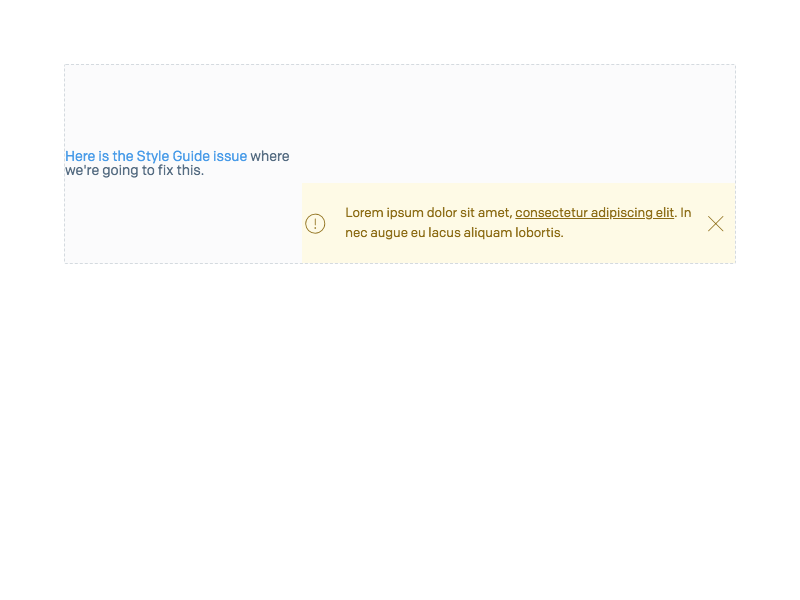 Here is the Style Guide issue where
we're going to fix this.
Lorem ipsum dolor sit amet, consectetur adipiscing elit. In
nec augue eu lacus aliquam lobortis.